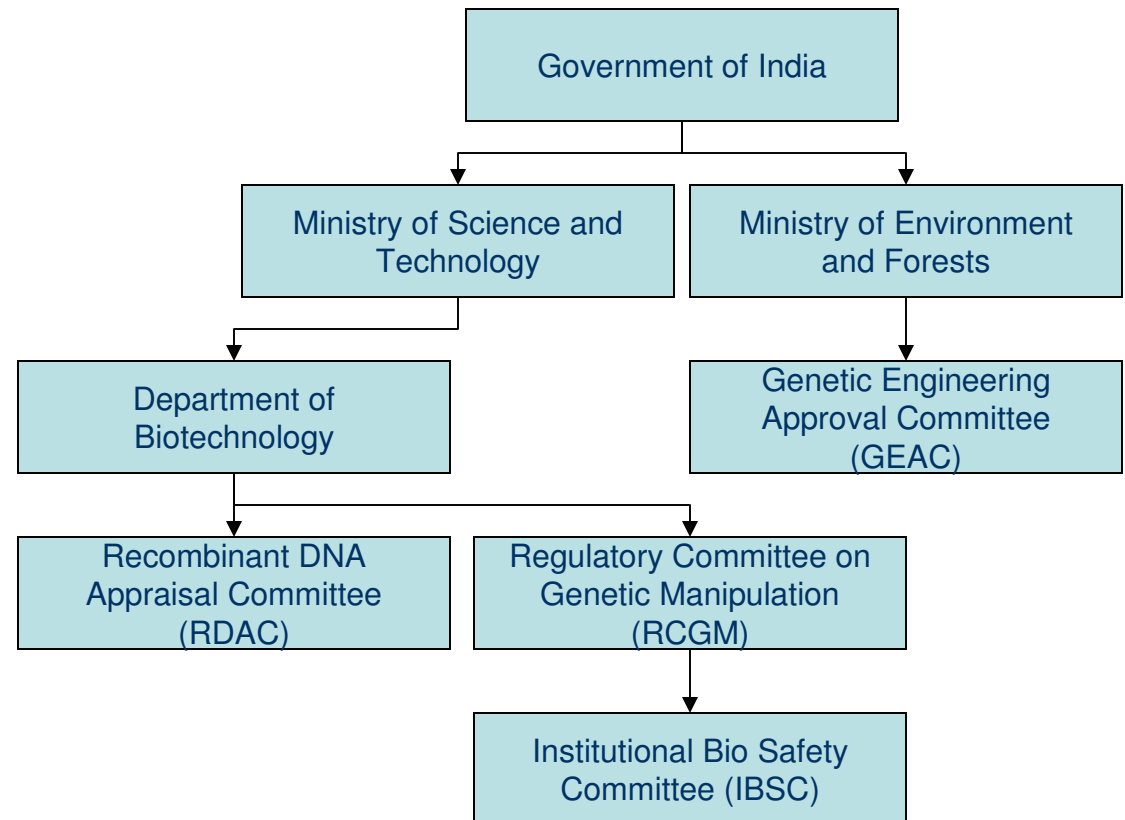 Government of India
Ministry of Science and
Technology
Ministry of Environment
and Forests
Department of
Biotechnology
Genetic Engineering
Approval Committee
(GEAC)
Recombinant DNA
Appraisal Committee
(RDAC)
Regulatory Committee on
Genetic Manipulation
(RCGM)
Institutional Bio Safety
Committee (IBSC)